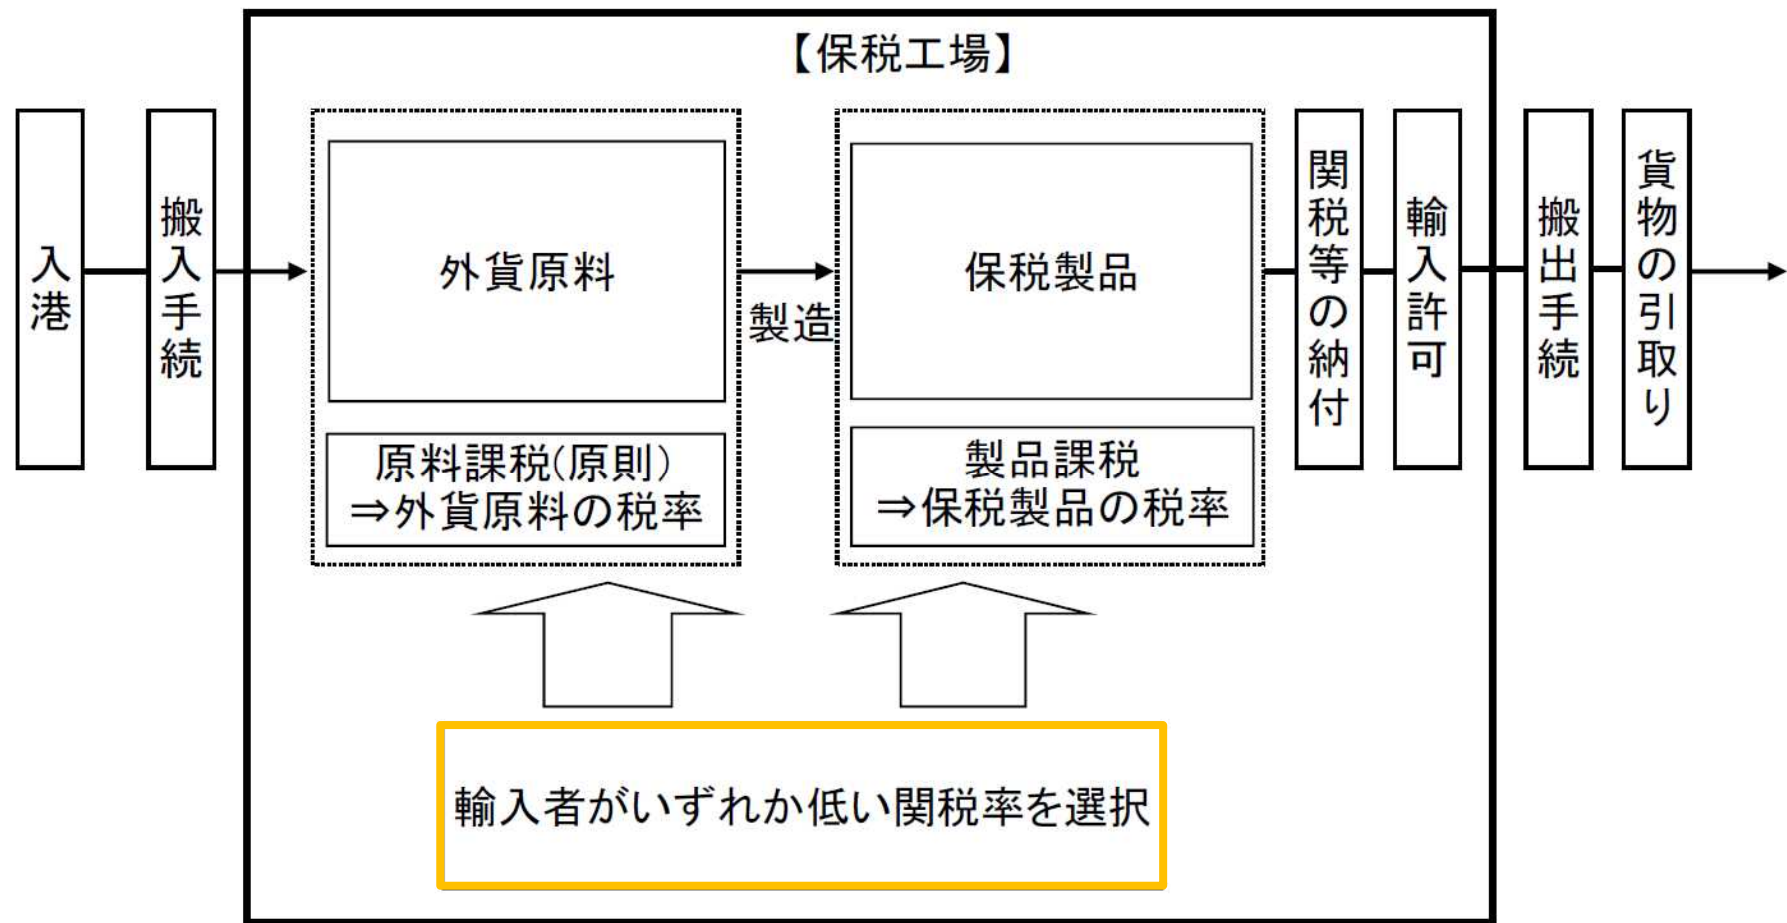 【保税工場】
入港
搬入手続
外貨原料
原料課税(原則)
⇒外貨原料の税率
製造
保税製品
製品課税
⇒保税製品の税率
関税等の納付
輸入許可
搬出手続
貨物の引取り
輸入者がいずれか低い関税率を選択